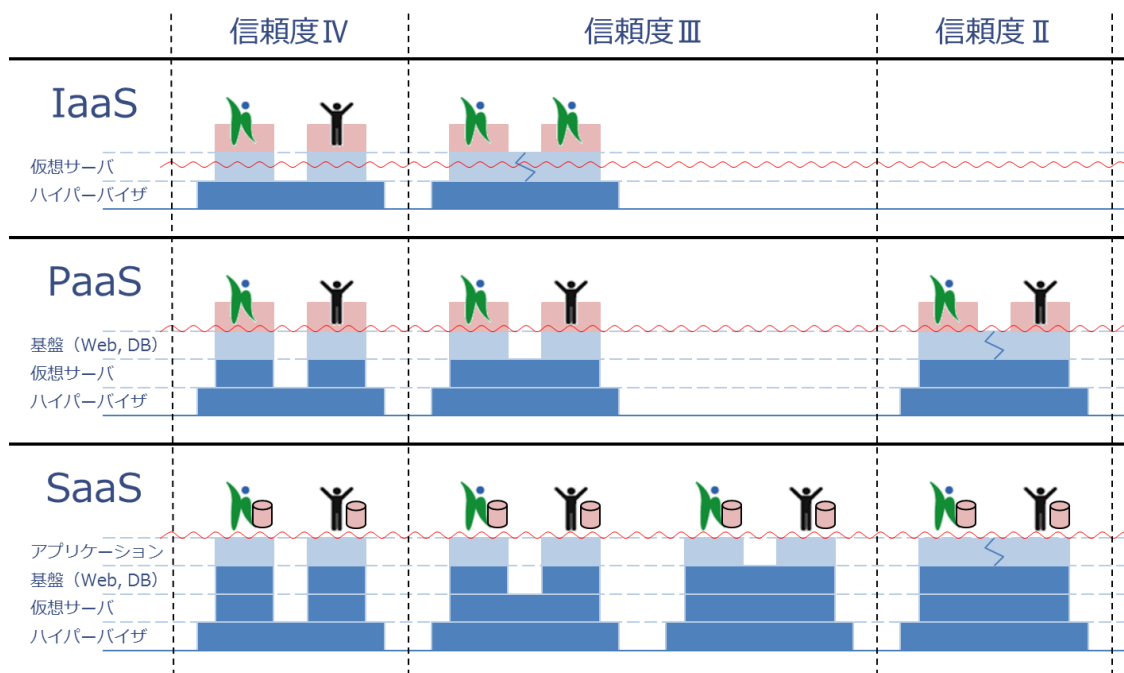 信頼度Ⅳ
信頼度Ⅲ
信頼度Ⅱ
IaaS
仮想サーバ
ハイパーバイザ
PaaS
基盤（Web, DB）
仮想サーバ
ハイパーバイザ
SaaS
アプリケーション
基盤（Web, DB）
仮想サーバ
ハイパーバイザ